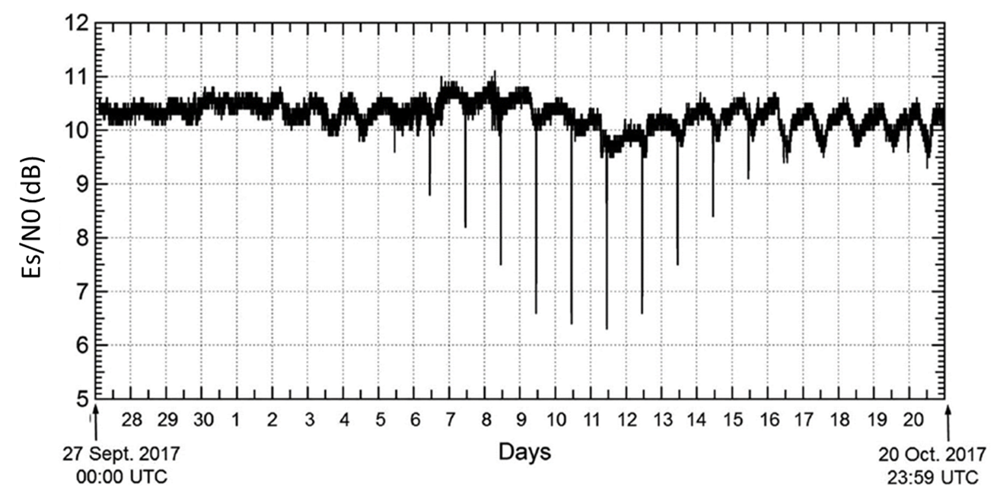 12
11
10
9
8
7
6
5
Es/N0 (dB)
28 29 30 1 2 3 4 5 6 7 8 9 10 11 12 13 14 15 16 17 18 19 20
Days
27 Sept. 2017
00:00 UTC
20 Oct. 2017
23:59 UTC